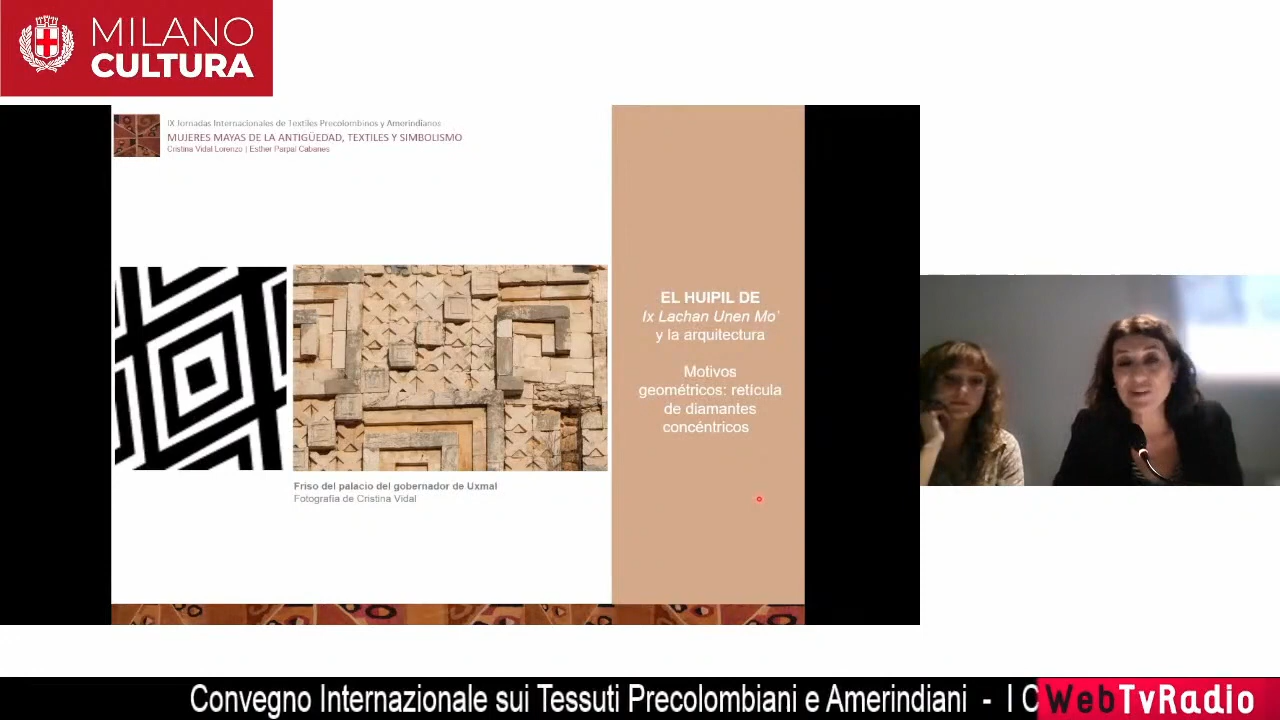 MILANO
CULTURA
IX Jornadas Internacionales de Textiles Precolombinos y Amerindianos
MUJERES MAYAS DE LA ANTIGÜEDAD, TEXTILES Y SIMBOLISMO
Cristina Vidal Lorenzo | Esther Parpal Cabanes
EL HUIPIL DE
Ix Lachan Unen Mo'
y la arquitectura
Motivos
geométricos: retícula
de diamantes
concéntricos
Friso del palacio del gobernador de Uxmal
Fotografía de Cristina Vidal
Convegno Internazionale sui Tessuti Precolombiani e Amerindiani - I C
WebTvRadio